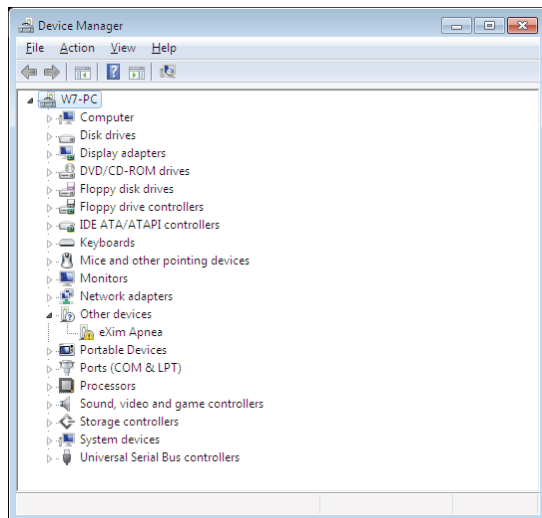 Device Manager
File Action View Help
W7-PC
Computer
Disk drives
Display adapters
DVD/CD-ROM drives
Floppy disk drives
Floppy drive controllers
IDE ATA/ATAPI controllers
Keyboards
Mice and other pointing devices
Monitors
Network adapters
Other devices
eXim Apnea
Portable Devices
Ports (COM & LPT)
Processors
Sound, video and game controllers
Storage controllers
System devices
Universal Serial Bus controllers